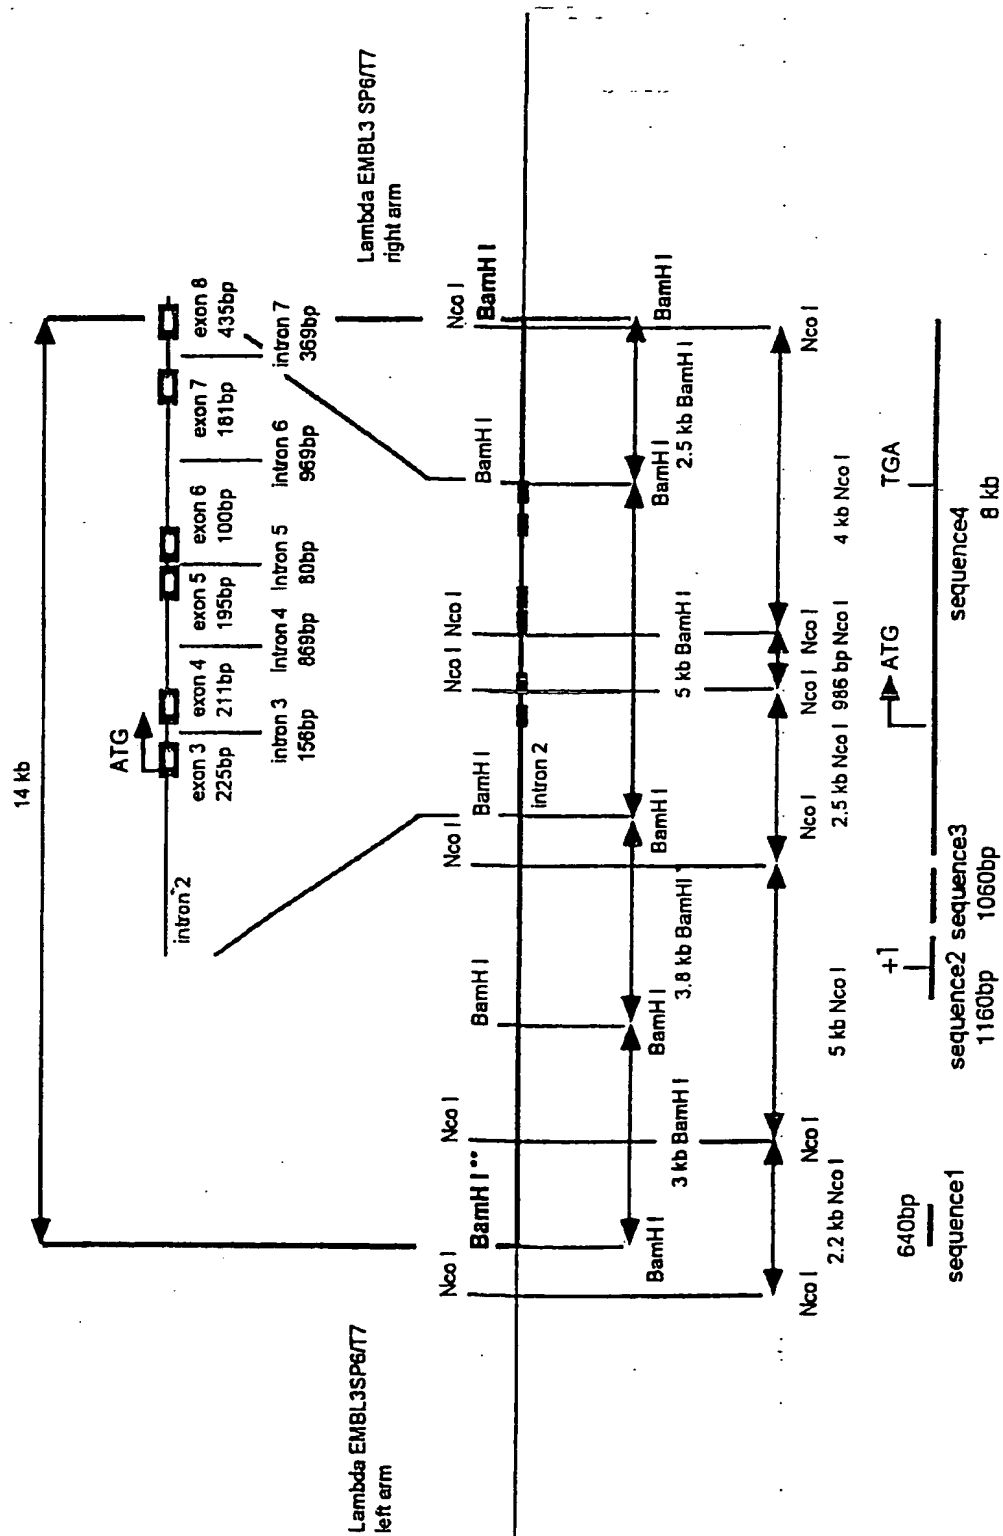 14 kb
ATG
intron 2
exon 3
225bp
exon 4
211bp
exon 5
195bp
exon 6
100bp
exon 7
181bp
exon 8
435bp
intron 3
156bp
Intron 4
869bp
Intron 5
80bp
intron 6
969bp
intron 7
369bp
Lambda EMBL3SP6/T7
left arm
Lambda EMBL3 SP6/T7
right arm
Nco I
BamH I**
Nco I
BamH I
Nco I
BamH I
Nco I
Nco I
BamH I
Nco I
BamH I
intron 2
BamH I
3 kb BamH I
BamH I
3.8 kb BamH I
BamH I
5 kb BamH I
BamH I
2.5 kb BamH I
BamH I
Nco I
2.2 kb Nco I
Nco I
5 kb Nco I
Nco I
2.5 kb Nco I
Nco I
986 bp Nco I
Nco I
4 kb Nco I
Nco I
640bp
sequence1
+1
sequence2
1160bp
sequence3
1060bp
ATG
TGA
sequence4
8 kb